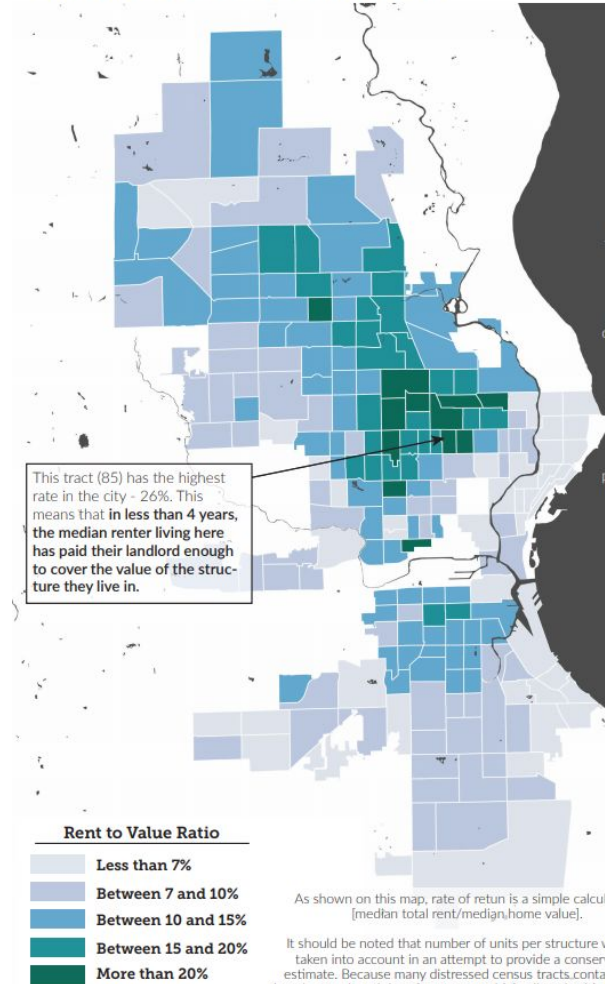 This tract (85) has the highest
rate in the city - 26%. This
means that in less than 4 years,
the median renter living here
has paid their landlord enough
to cover the value of the struc-
ture they live in.
Rent to Value Ratio
Less than 7%
Between 7 and 10%
Between 10 and 15%
Between 15 and 20%
More than 20%
As shown on this map, rate of retun is a simple calcul
[median total rent/median home value].
It should be noted that number of units per structure w
taken into account in an attempt to provide a conserv
estimate. Because many distressed census tracts conta